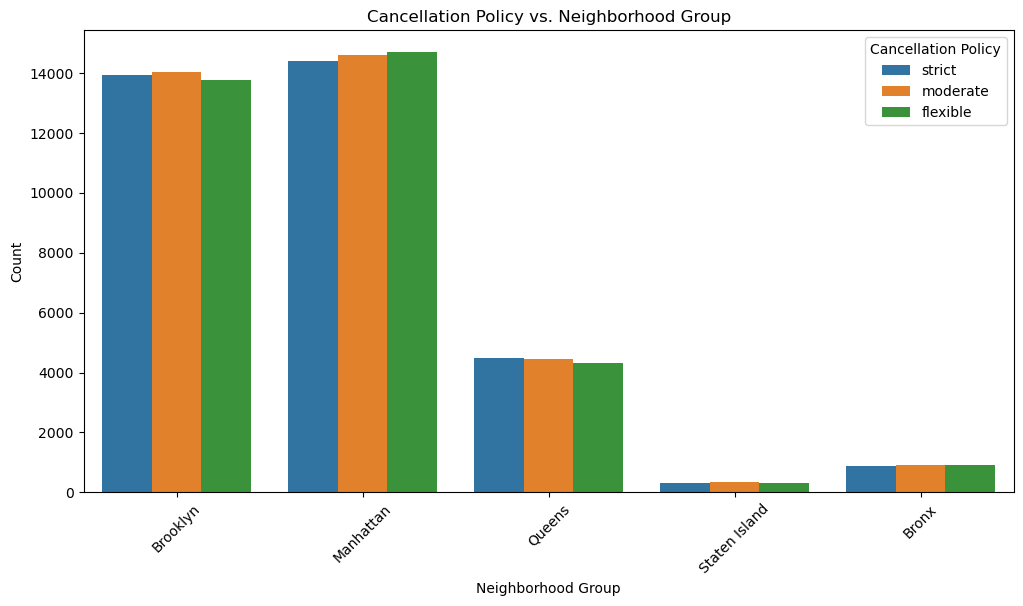 Cancellation Policy vs. Neighborhood Group
Cancellation Policy
strict
moderate
flexible
14000
12000
10000
8000
6000
4000
2000
0
Count
Brooklyn
Manhattan
Queens
Staten Island
Bronx
Neighborhood Group